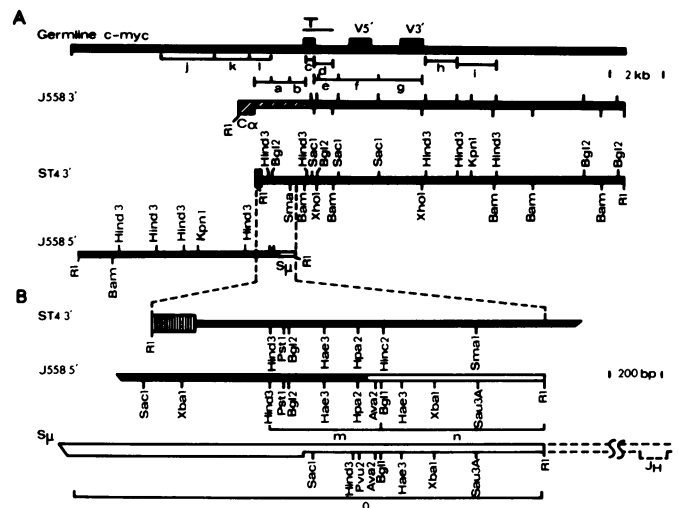 A
T
V5′ V3′
Germline c-myc
j k l c d h i
a b e f g
2 kb
J558 3′
RI Cα
Hind3 Bgl2 Hind3 Sac1 Bgl2 Sac1 Sac1 Hind3 Hind3 Kpn1 Hind3 Bgl2 Bgl2
ST4 3′
RI Sma1 Bam Xho1 Bam Xho1 Bam Bam Bam RI
Hind3 Hind3 Hind3 Kpn1 Hind3
J558 5′
RI Bam Sμ RI
B
ST4 3′
RI Hind3 Pst1 Bgl2 Hae3 Hpa2 Hinc2 Sma1
J558 5′
200 bp
Sac1 Xba1 Hind3 Pst1 Bgl2 Hae3 Hpa2 Ava2 Bgl1 Hae3 Xba1 Sau3A RI
m n
Sμ
JH
Sac1 Hind3 Pvu2 Ava2 Bgl1 Hae3 Xba1 Sau3A RI
o